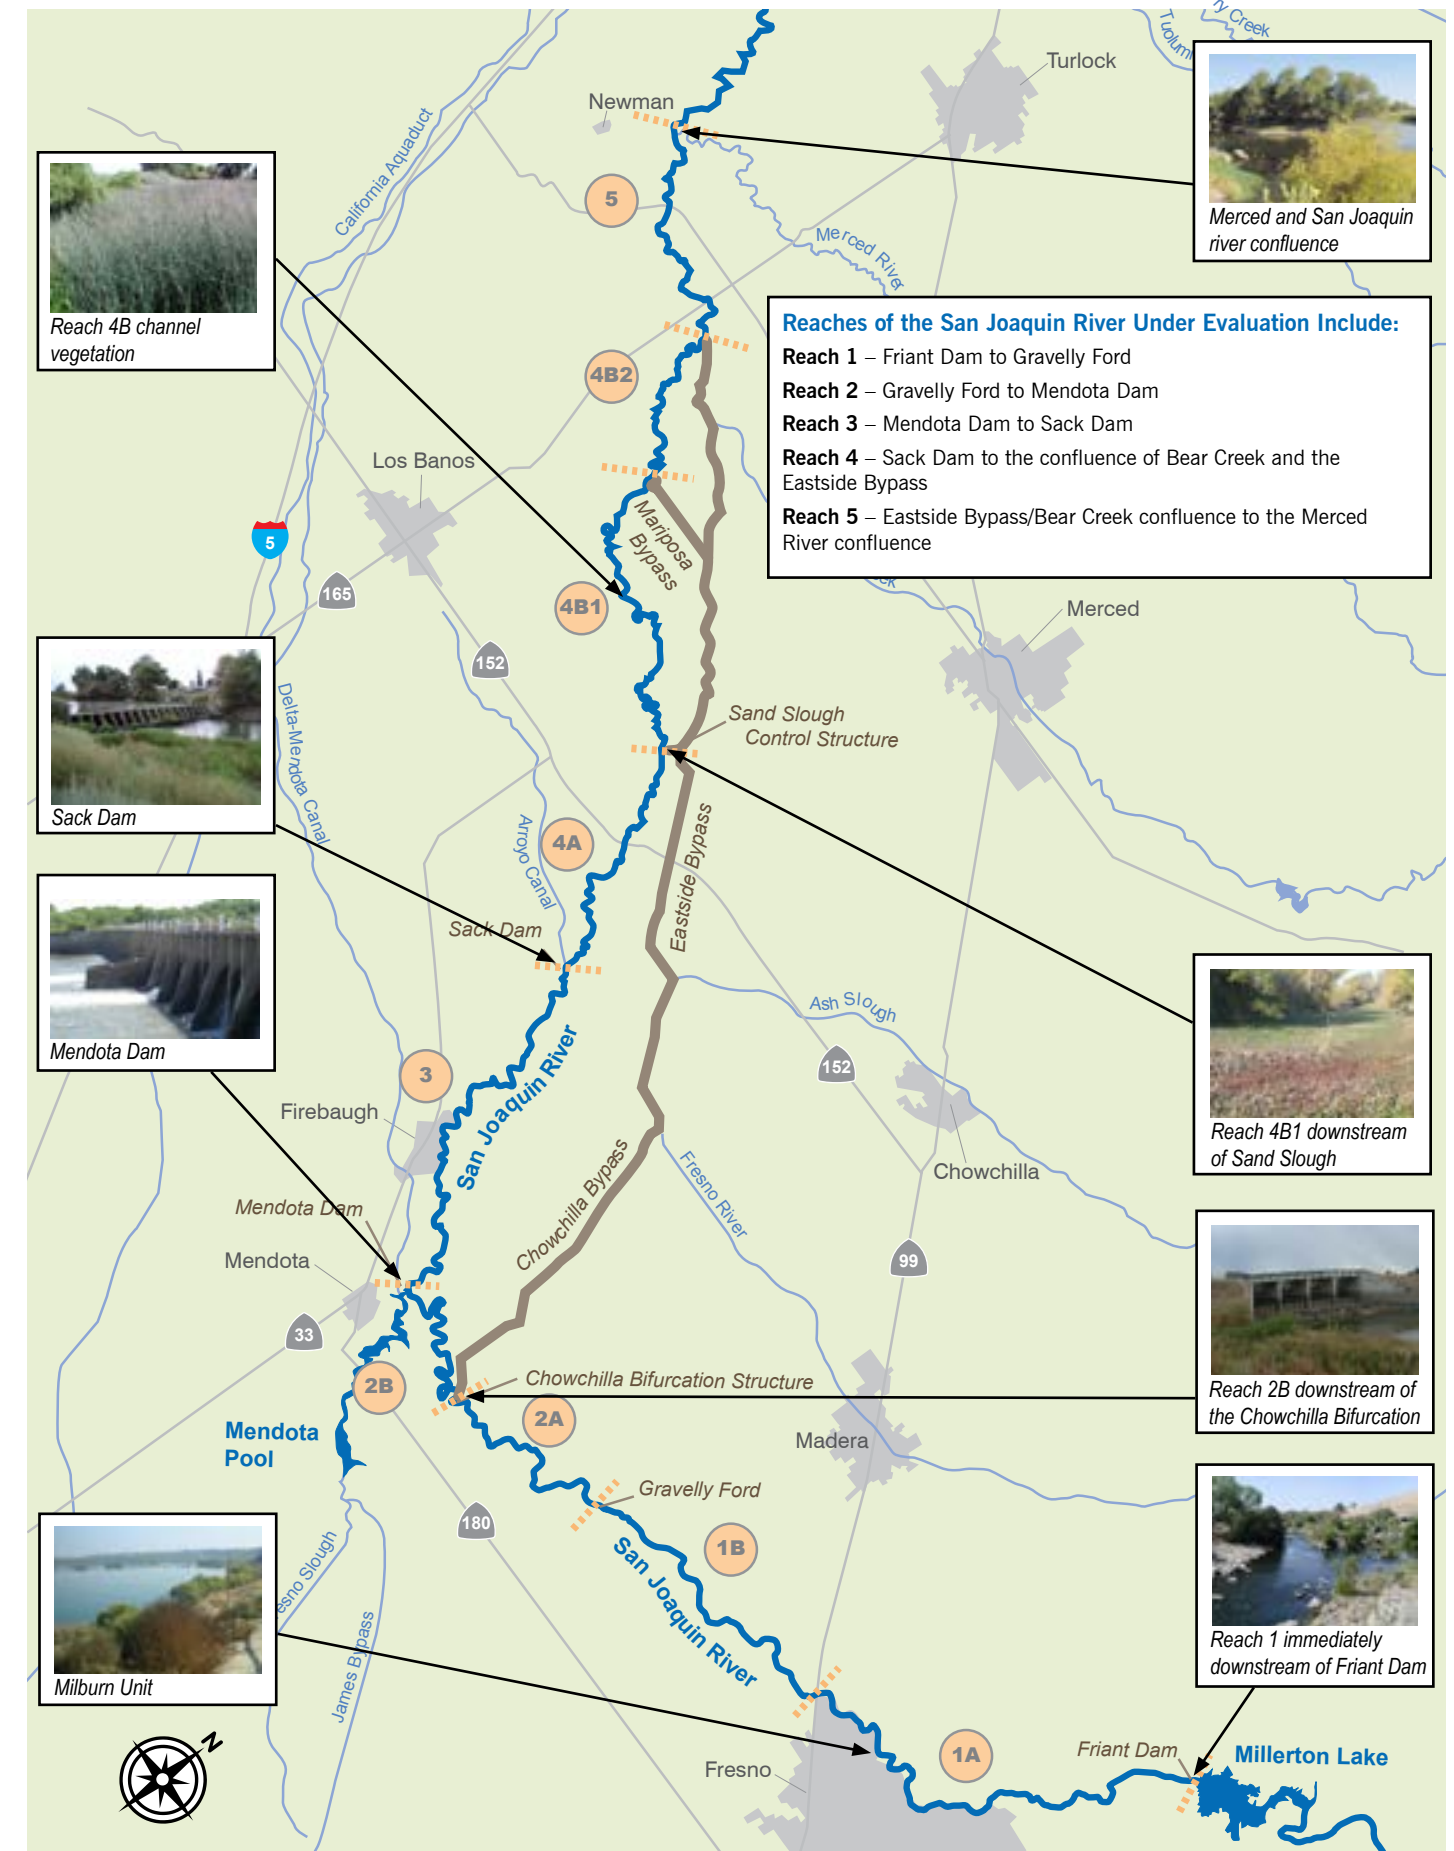 Tuolumne
ry Creek
Turlock
Newman
California Aquaduct
Merced and San Joaquin
river confluence
5
Merced River
Reach 4B channel
vegetation
Reaches of the San Joaquin River Under Evaluation Include:
Reach 1 – Friant Dam to Gravelly Ford
Reach 2 – Gravelly Ford to Mendota Dam
Reach 3 – Mendota Dam to Sack Dam
Reach 4 – Sack Dam to the confluence of Bear Creek and the
Eastside Bypass
Reach 5 – Eastside Bypass/Bear Creek confluence to the Merced
River confluence
4B2
Los Banos
Mariposa
Bypass
5
165
4B1
Merced
152
Delta-Mendota Canal
Sand Slough
Control Structure
Sack Dam
Arroyo Canal
4A
Eastside Bypass
Sack Dam
Mendota Dam
Ash Slough
152
3
San Joaquin River
Firebaugh
Reach 4B1 downstream
of Sand Slough
Chowchilla
Chowchilla Bypass
Fresno River
Mendota Dam
Mendota
99
33
2B
Chowchilla Bifurcation Structure
Reach 2B downstream of
the Chowchilla Bifurcation
2A
Mendota
Pool
Madera
Gravelly Ford
180
1B
San Joaquin River
esno Slough
James Bypass
Milburn Unit
Reach 1 immediately
downstream of Friant Dam
N
Fresno
1A
Friant Dam
Millerton Lake